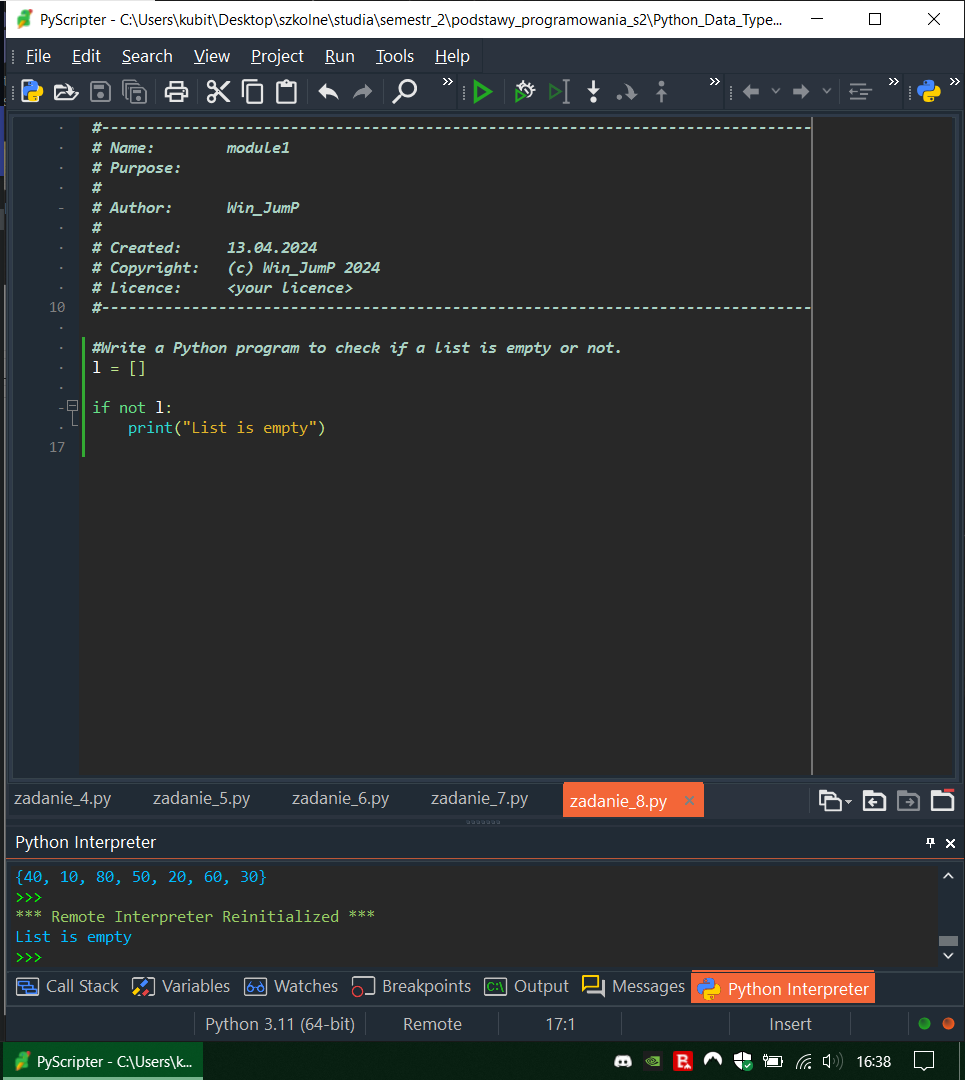 PyScripter - C:\Users\kubit\Desktop\szkolne\studia\semestr_2\podstawy_programowania_s2\Python_Data_Type...
File Edit Search View Project Run Tools Help
#-------------------------------------------------------------------------------
# Name:        module1
# Purpose:
#
# Author:      Win_JumP
#
# Created:     13.04.2024
# Copyright:   (c) Win_JumP 2024
# Licence:     <your licence>
10 #-------------------------------------------------------------------------------
#Write a Python program to check if a list is empty or not.
l = []
if not l:
    print("List is empty")
17
zadanie_4.py zadanie_5.py zadanie_6.py zadanie_7.py zadanie_8.py
Python Interpreter
{40, 10, 80, 50, 20, 60, 30}
>>>
*** Remote Interpreter Reinitialized ***
List is empty
>>>
Call Stack Variables Watches Breakpoints C:\ Output Messages Python Interpreter
Python 3.11 (64-bit) Remote 17:1 Insert
PyScripter - C:\Users\k... 16:38